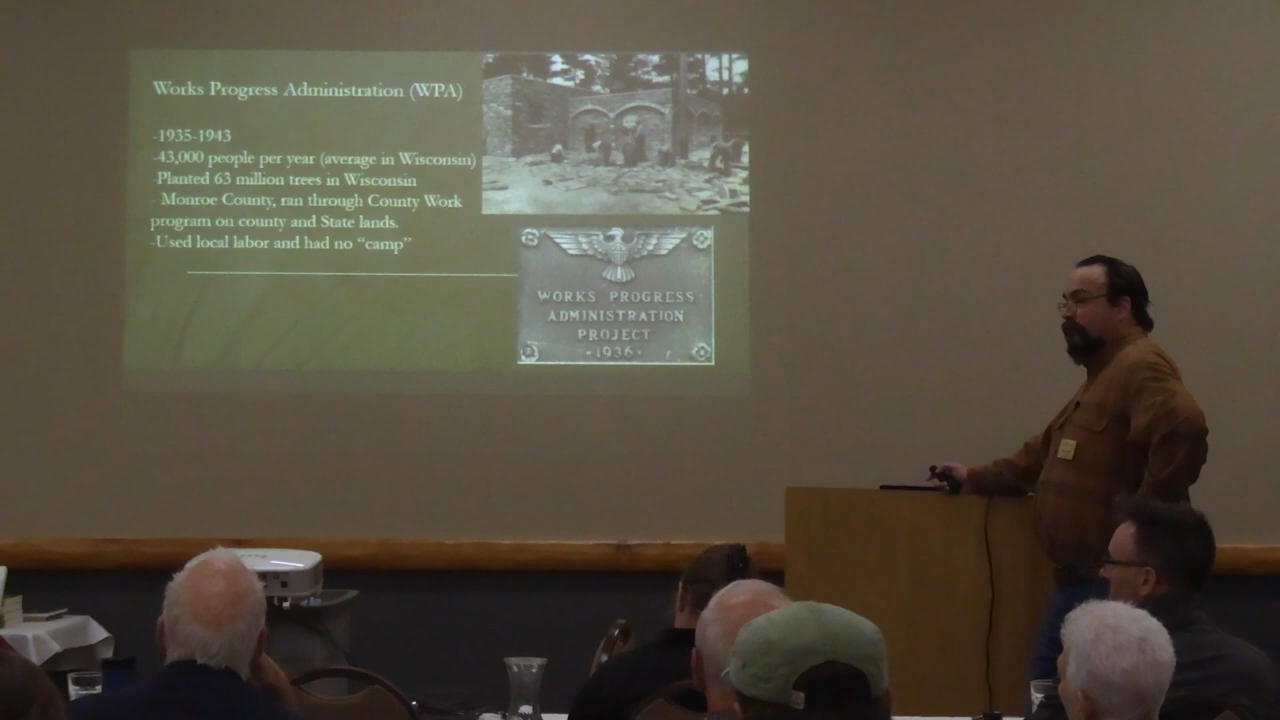 Works Progress Administration (WPA)
-1935-1943
-43,000 people per year (average in Wisconsin)
-Planted 63 million trees in Wisconsin
- Monroe County, ran through County Work
program on county and State lands.
-Used local labor and had no “camp”
WORKS PROGRESS
ADMINISTRATION
PROJECT
-1936-